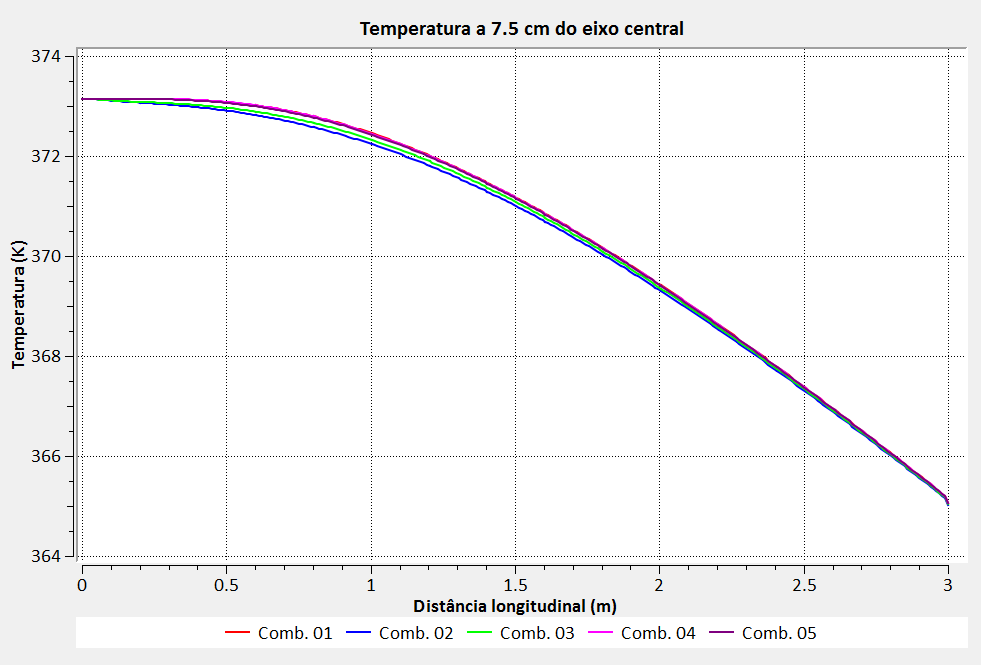 Temperatura a 7.5 cm do eixo central
374
372
370
368
366
364
Temperatura (K)
0 0.5 1 1.5 2 2.5 3
Distância longitudinal (m)
Comb. 01 Comb. 02 Comb. 03 Comb. 04 Comb. 05